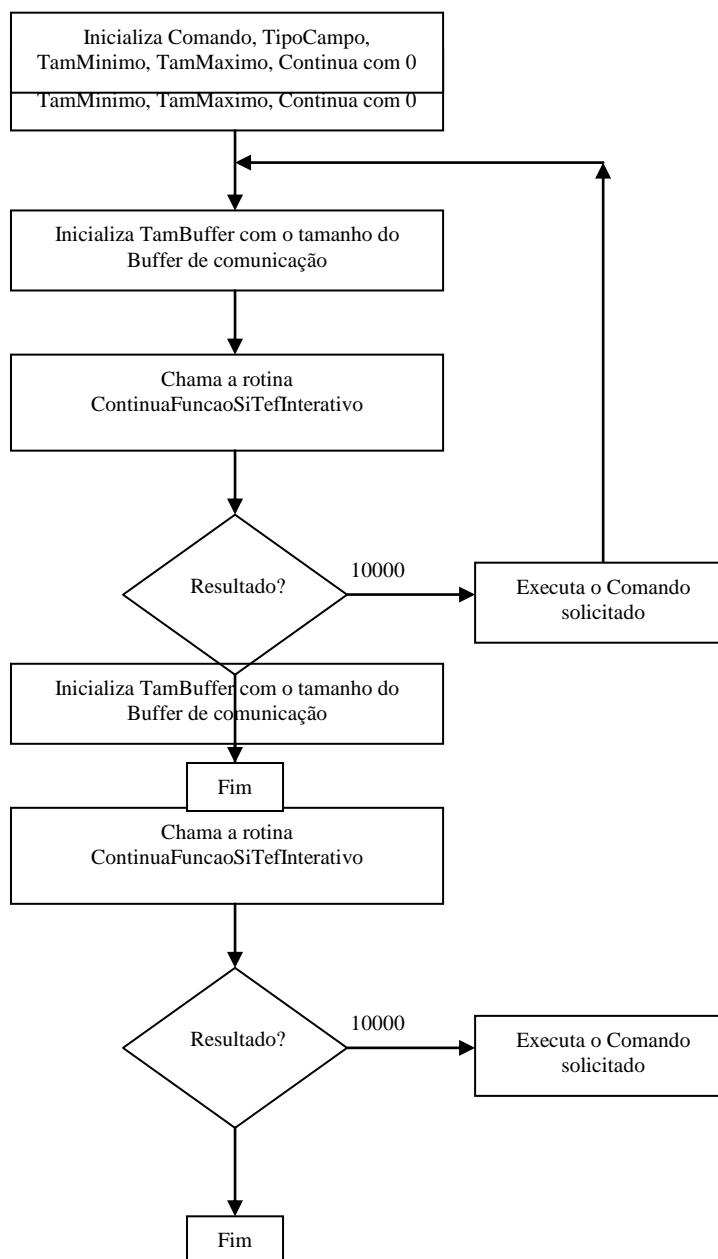 Inicializa Comando, TipoCampo,
TamMinimo, TamMaximo, Continua com 0
TamMinimo, TamMaximo, Continua com 0
Inicializa TamBuffer com o tamanho do
Buffer de comunicação
Chama a rotina
ContinuaFuncaoSiTefInterativo
Resultado?
10000
Executa o Comando
solicitado
Inicializa TamBuffer com o tamanho do
Buffer de comunicação
Fim
Chama a rotina
ContinuaFuncaoSiTefInterativo
Resultado?
10000
Executa o Comando
solicitado
Fim